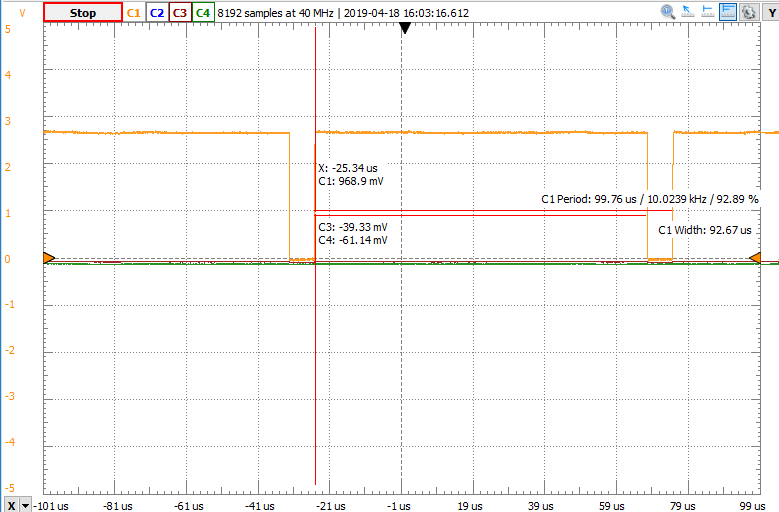 V Stop C1 C2 C3 C4 8192 samples at 40 MHz | 2019-04-18 16:03:16.612 Y
5
4
3
2
X: -25.34 us
C1: 968.9 mV
C1 Period: 99.76 us / 10.0239 kHz / 92.89 %
1
C3: -39.33 mV
C4: -61.14 mV
C1 Width: 92.67 us
0
-1
-2
-3
-4
-5
X -101 us -81 us -61 us -41 us -21 us -1 us 19 us 39 us 59 us 79 us 99 us